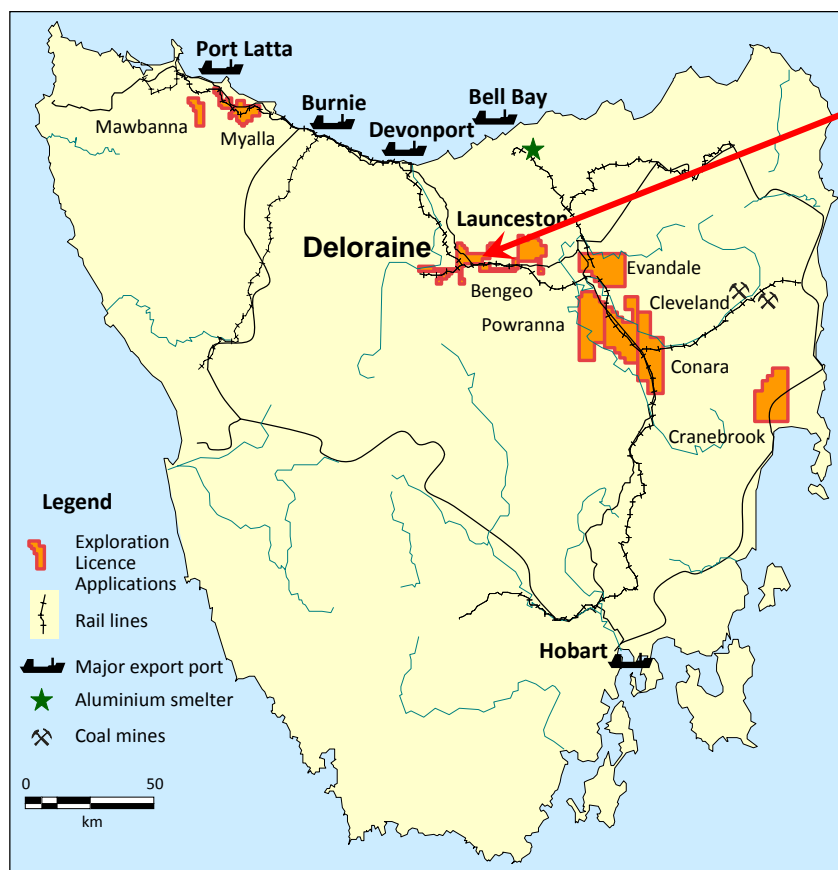 Port Latta
Burnie
Bell Bay
Devonport
Mawbanna
Myalla
Launceston
Deloraine
Bengeo
Evandale
Cleveland
Powranna
Conara
Cranebrook
Legend
Exploration
Licence
Applications
Rail lines
Hobart
Major export port
Aluminium smelter
Coal mines
0 50
km